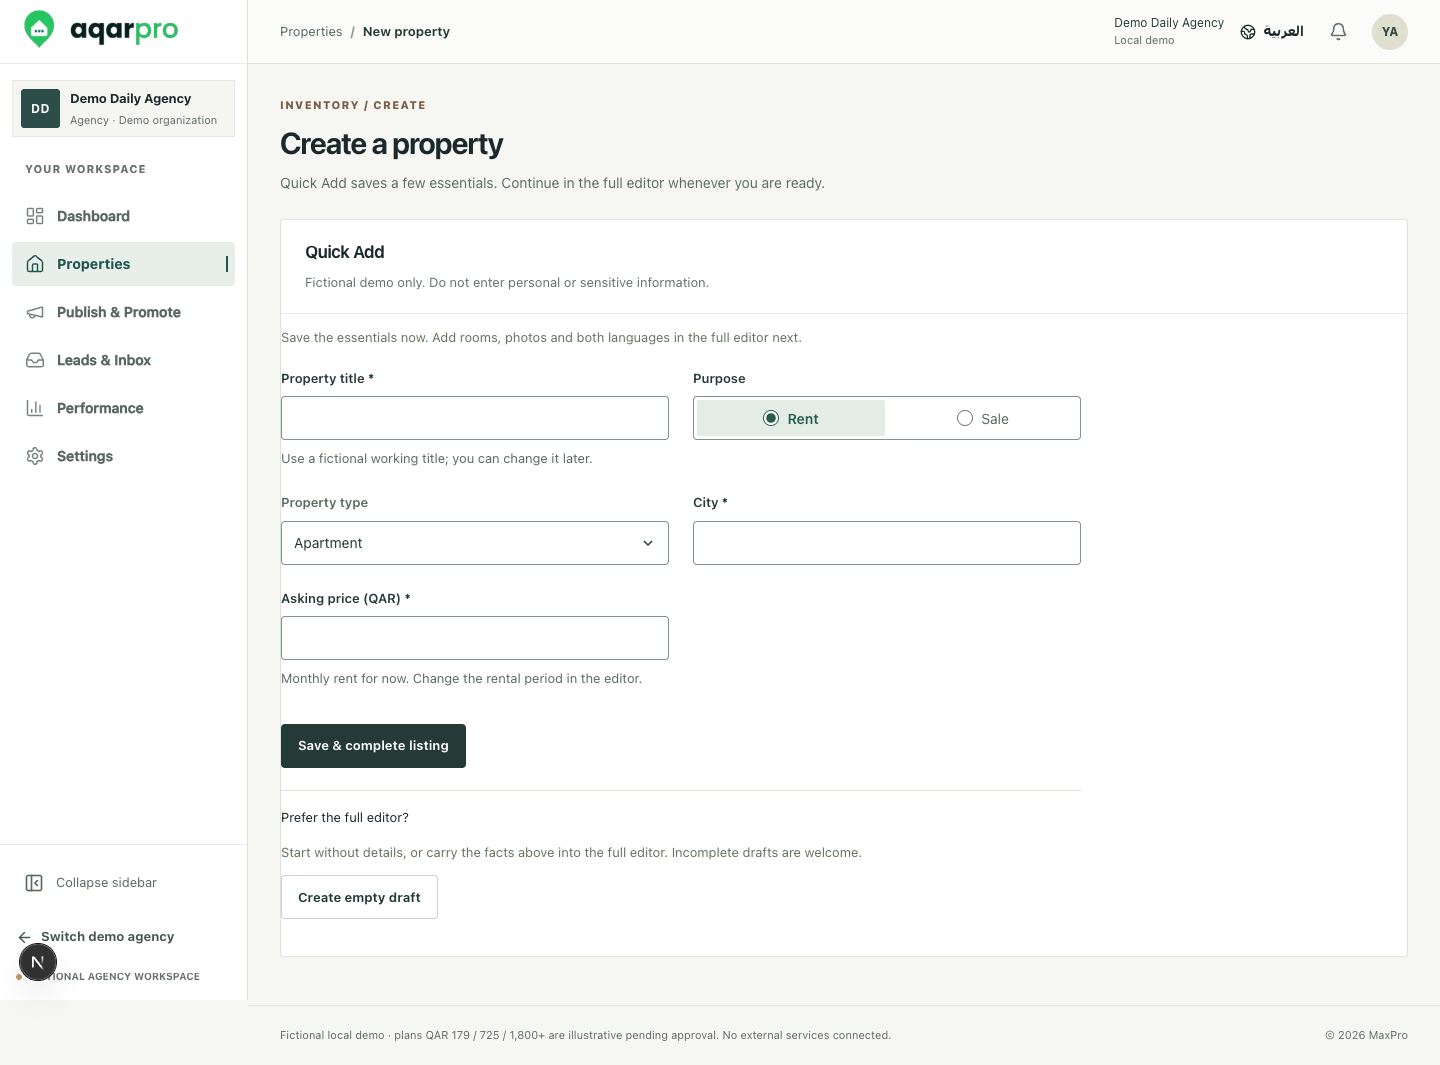 aqarpro
Properties / New property
Demo Daily Agency
Local demo
العربية
YA
DD
Demo Daily Agency
Agency · Demo organization
YOUR WORKSPACE
Dashboard
Properties
Publish & Promote
Leads & Inbox
Performance
Settings
Collapse sidebar
Switch demo agency
N
IONAL AGENCY WORKSPACE
INVENTORY / CREATE
Create a property
Quick Add saves a few essentials. Continue in the full editor whenever you are ready.
Quick Add
Fictional demo only. Do not enter personal or sensitive information.
Save the essentials now. Add rooms, photos and both languages in the full editor next.
Property title *
Purpose
Rent
Sale
Use a fictional working title; you can change it later.
Property type
City *
Apartment
Asking price (QAR) *
Monthly rent for now. Change the rental period in the editor.
Save & complete listing
Prefer the full editor?
Start without details, or carry the facts above into the full editor. Incomplete drafts are welcome.
Create empty draft
Fictional local demo · plans QAR 179 / 725 / 1,800+ are illustrative pending approval. No external services connected.
© 2026 MaxPro